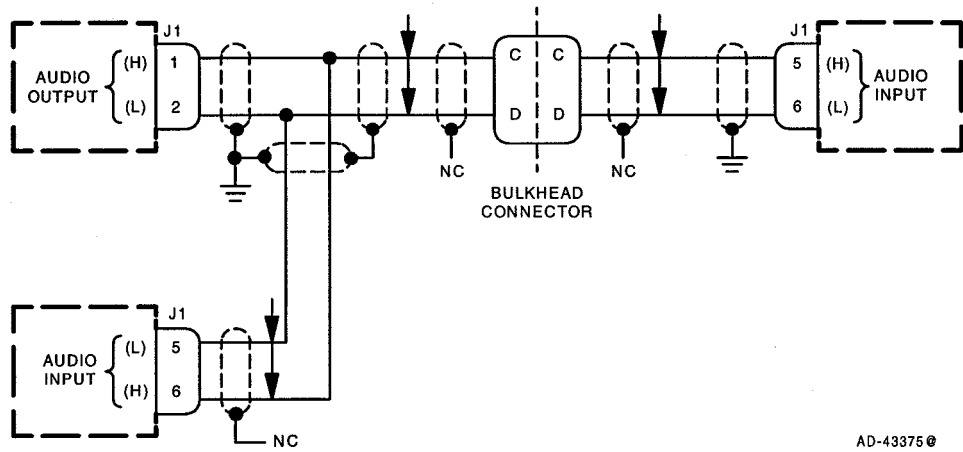 J1
J1
AUDIO
OUTPUT
(H)
1
(L)
2
C
C
D
D
5
(H)
6
(L)
AUDIO
INPUT
NC
NC
BULKHEAD
CONNECTOR
J1
AUDIO
INPUT
(L)
5
(H)
6
NC
AD-43375@